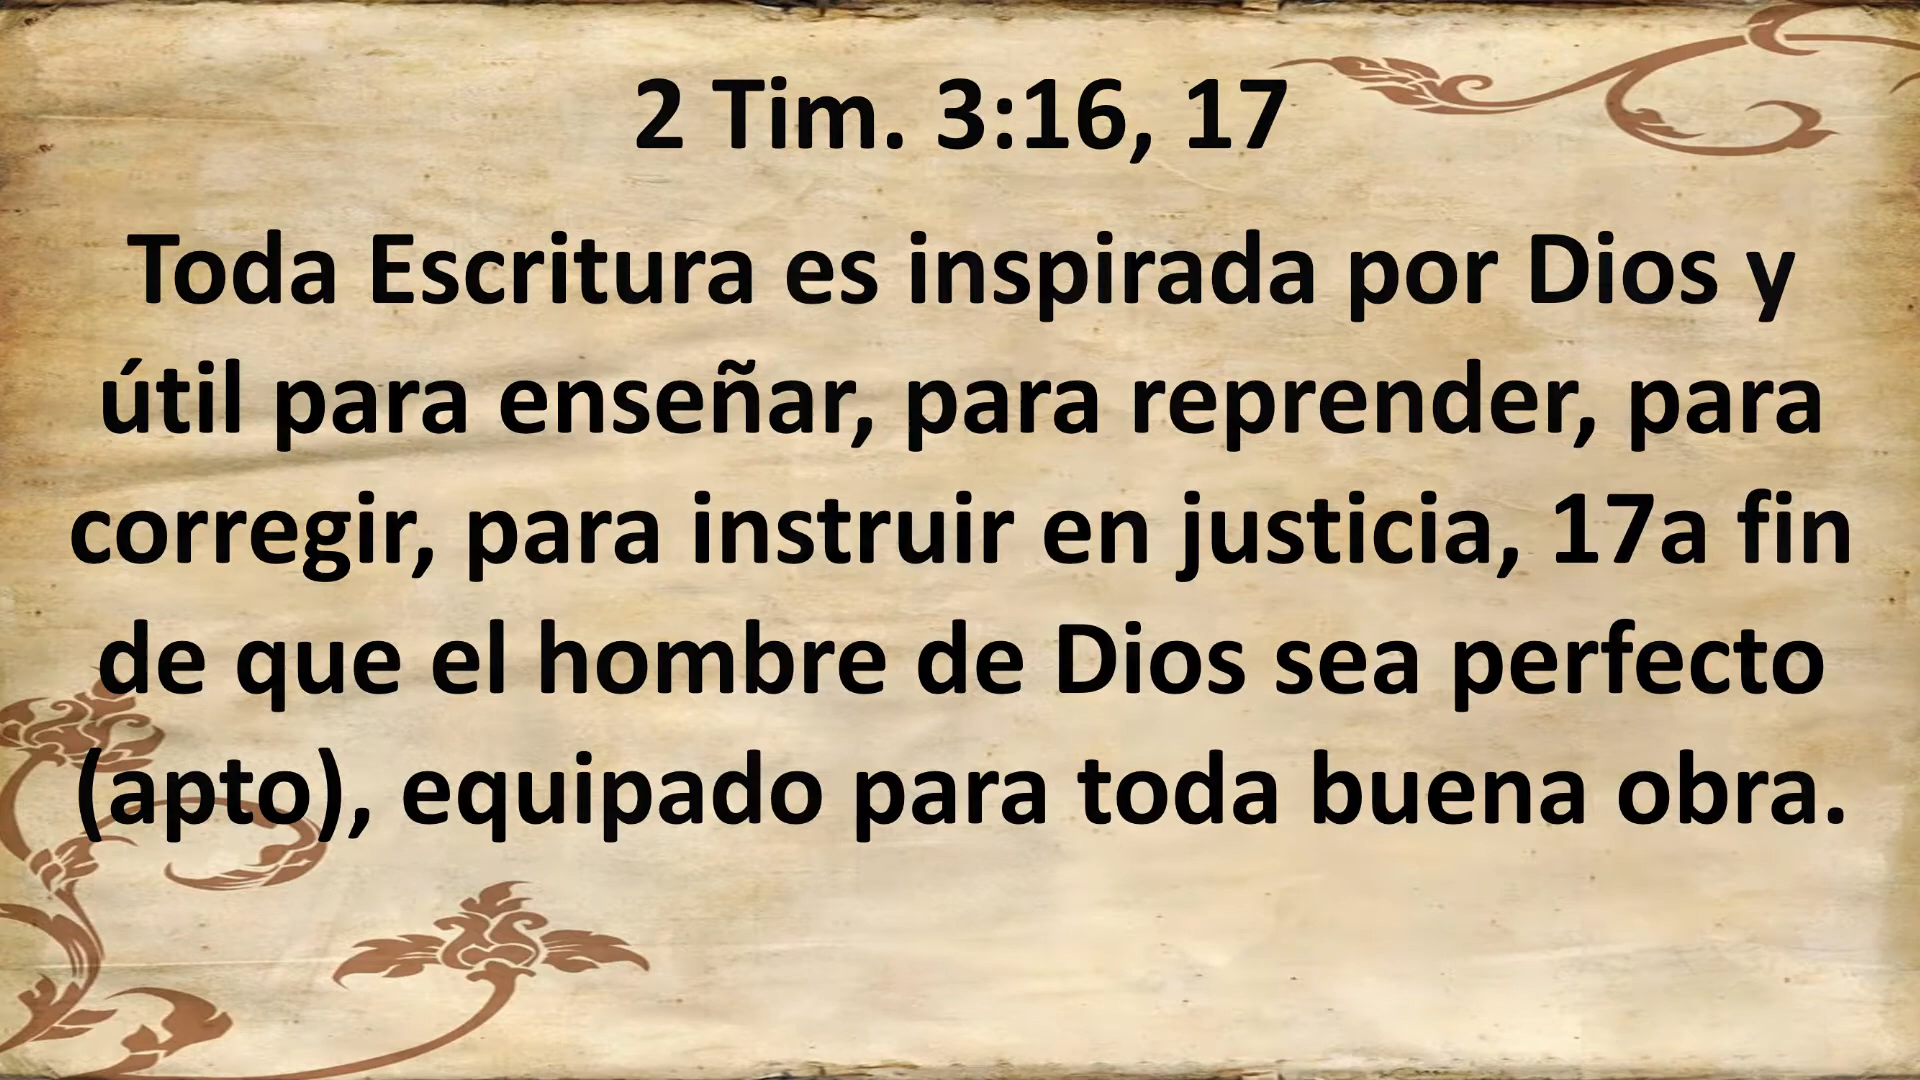 2 Tim. 3:16, 17
Toda Escritura es inspirada por Dios y
útil para enseñar, para reprender, para
corregir, para instruir en justicia, 17a fin
de que el hombre de Dios sea perfecto
(apto), equipado para toda buena obra.